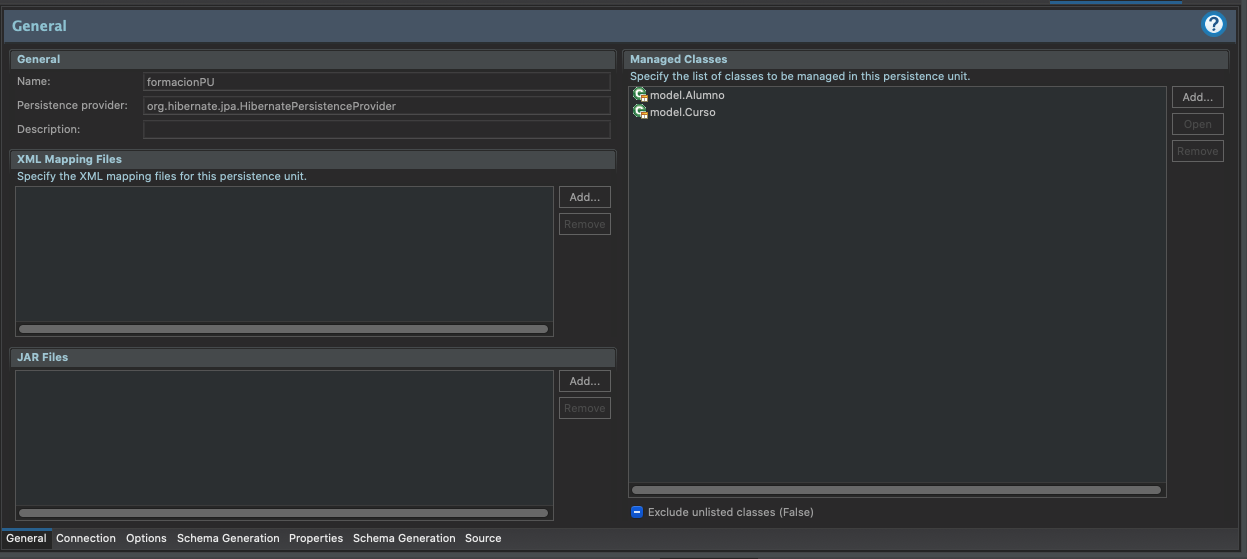 General
?
General
Name:
formacionPU
Persistence provider:
org.hibernate.jpa.HibernatePersistenceProvider
Description:
XML Mapping Files
Specify the XML mapping files for this persistence unit.
Add...
Remove
JAR Files
Add...
Remove
Managed Classes
Specify the list of classes to be managed in this persistence unit.
model.Alumno
model.Curso
Add...
Open
Remove
Exclude unlisted classes (False)
General Connection Options Schema Generation Properties Schema Generation Source